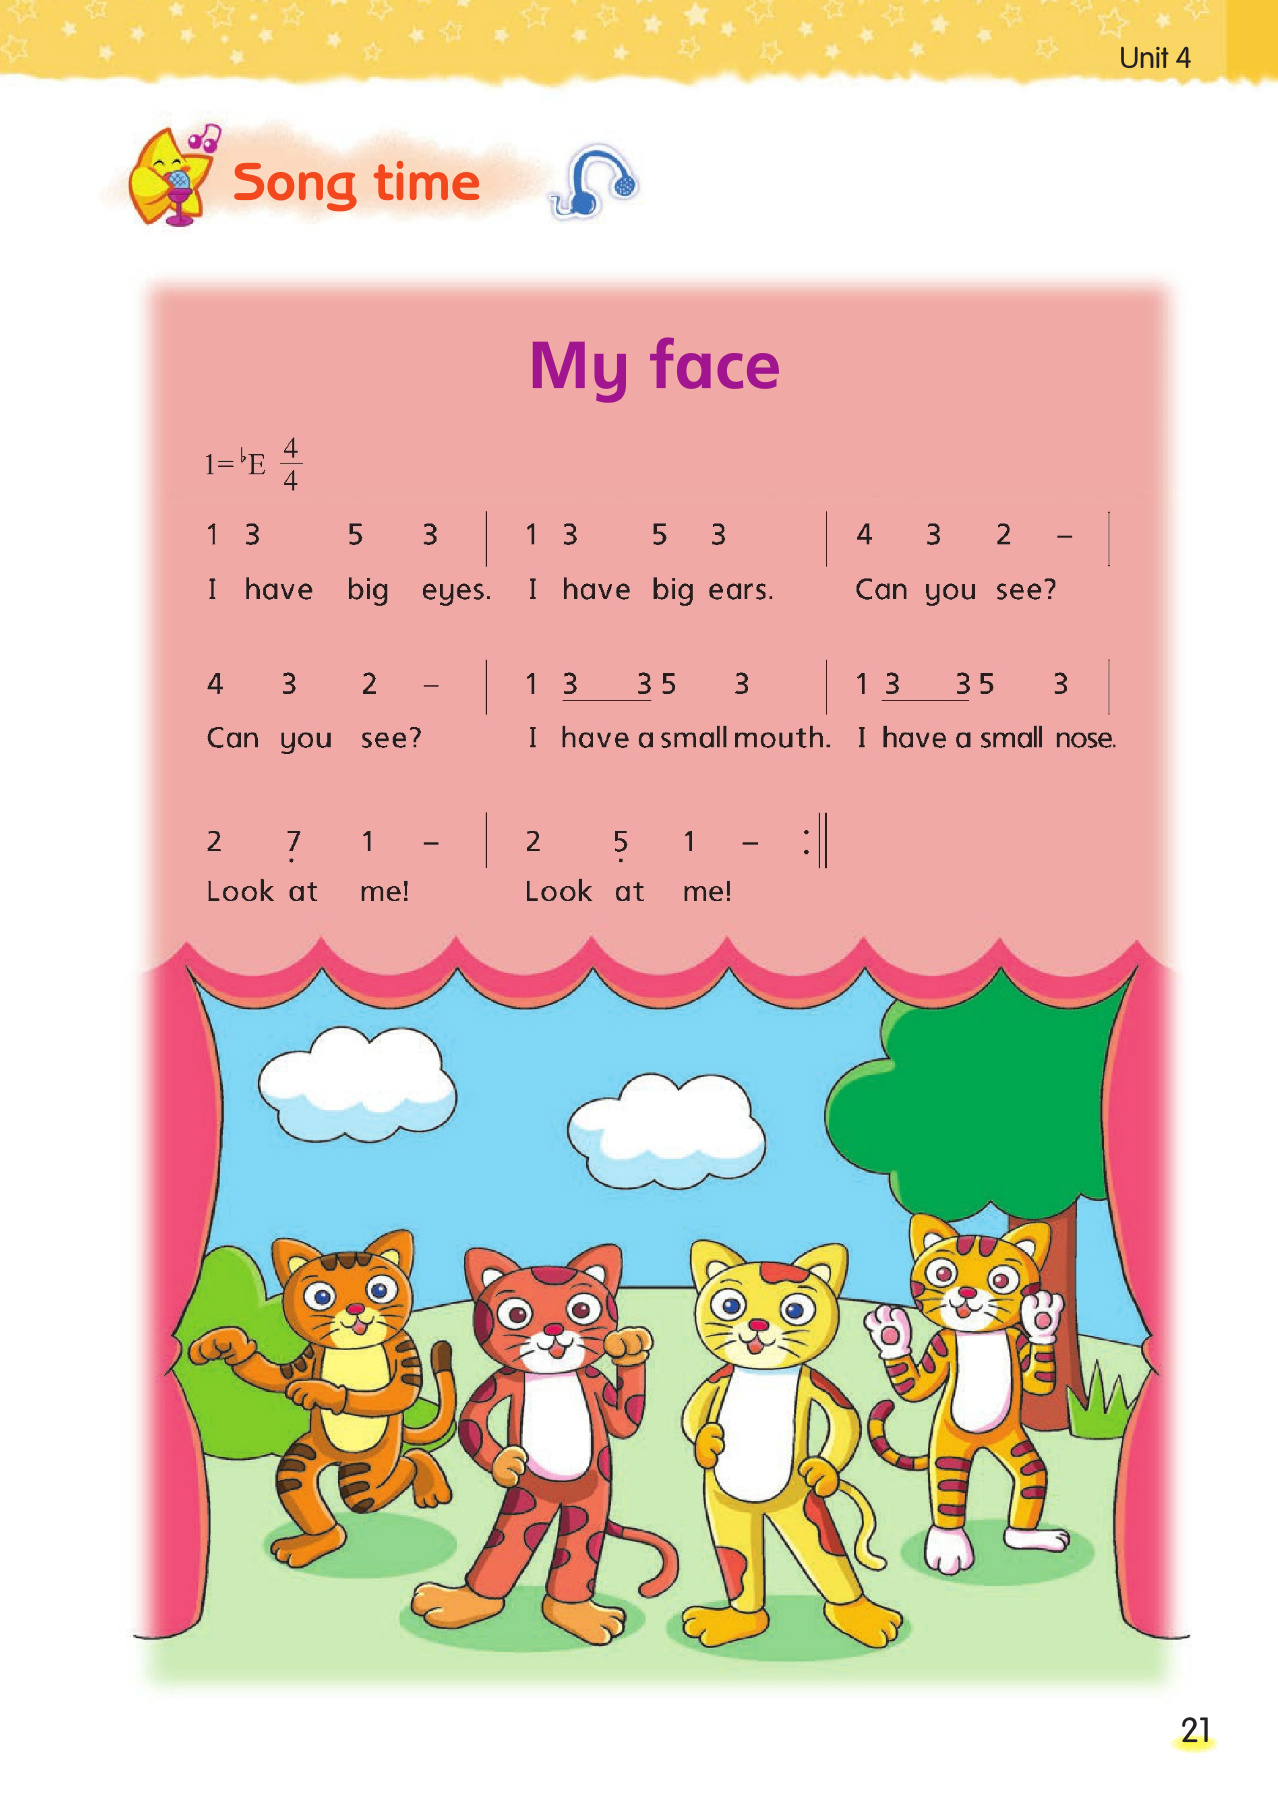 Unit 4
Song time
My face
1=♭E 4/4
1 3 5 3 | 1 3 5 3 | 4 3 2 – |
I have big eyes. I have big ears. Can you see?
4 3 2 – | 1 3 3 5 3 | 1 3 3 5 3 |
Can you see? I have a small mouth. I have a small nose.
2 7̣ 1 – | 2 5̣ 1 – :||
Look at me! Look at me!
21